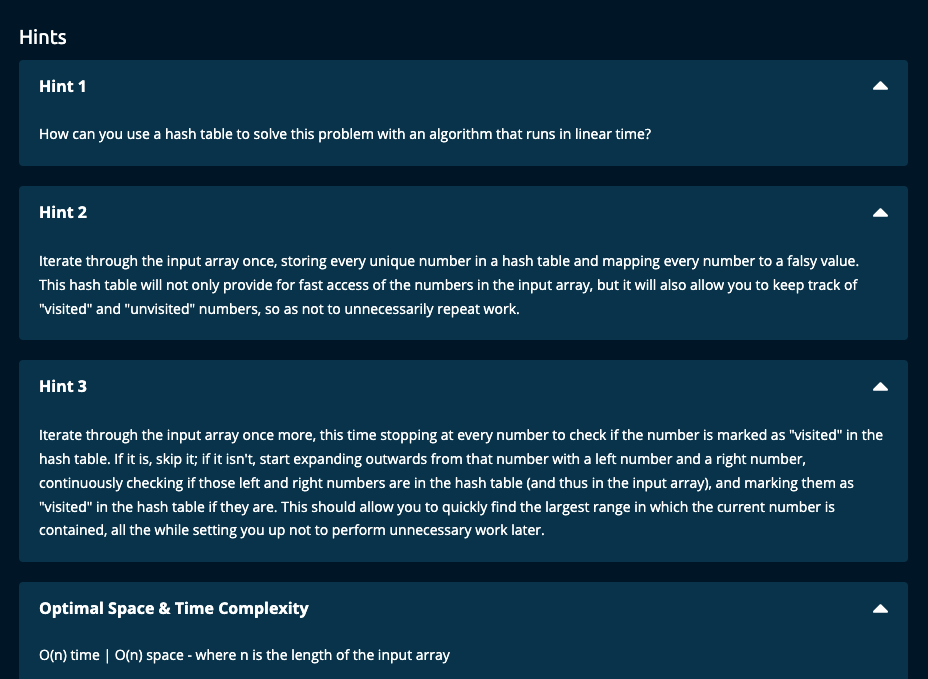 Hints
Hint 1
How can you use a hash table to solve this problem with an algorithm that runs in linear time?
Hint 2
Iterate through the input array once, storing every unique number in a hash table and mapping every number to a falsy value.
This hash table will not only provide for fast access of the numbers in the input array, but it will also allow you to keep track of
"visited" and "unvisited" numbers, so as not to unnecessarily repeat work.
Hint 3
Iterate through the input array once more, this time stopping at every number to check if the number is marked as "visited" in the
hash table. If it is, skip it; if it isn't, start expanding outwards from that number with a left number and a right number,
continuously checking if those left and right numbers are in the hash table (and thus in the input array), and marking them as
"visited" in the hash table if they are. This should allow you to quickly find the largest range in which the current number is
contained, all the while setting you up not to perform unnecessary work later.
Optimal Space & Time Complexity
O(n) time | O(n) space - where n is the length of the input array